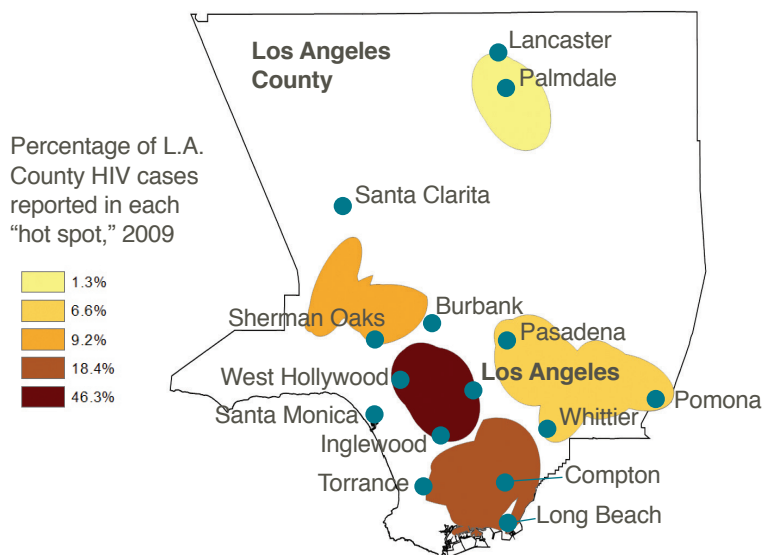 Lancaster
Los Angeles
County
Palmdale
Percentage of L.A.
County HIV cases
reported in each
“hot spot,” 2009
Santa Clarita
1.3%
6.6%
9.2%
18.4%
46.3%
Burbank
Sherman Oaks
Pasadena
West Hollywood
Los Angeles
Pomona
Santa Monica
Whittier
Inglewood
Torrance
Compton
Long Beach